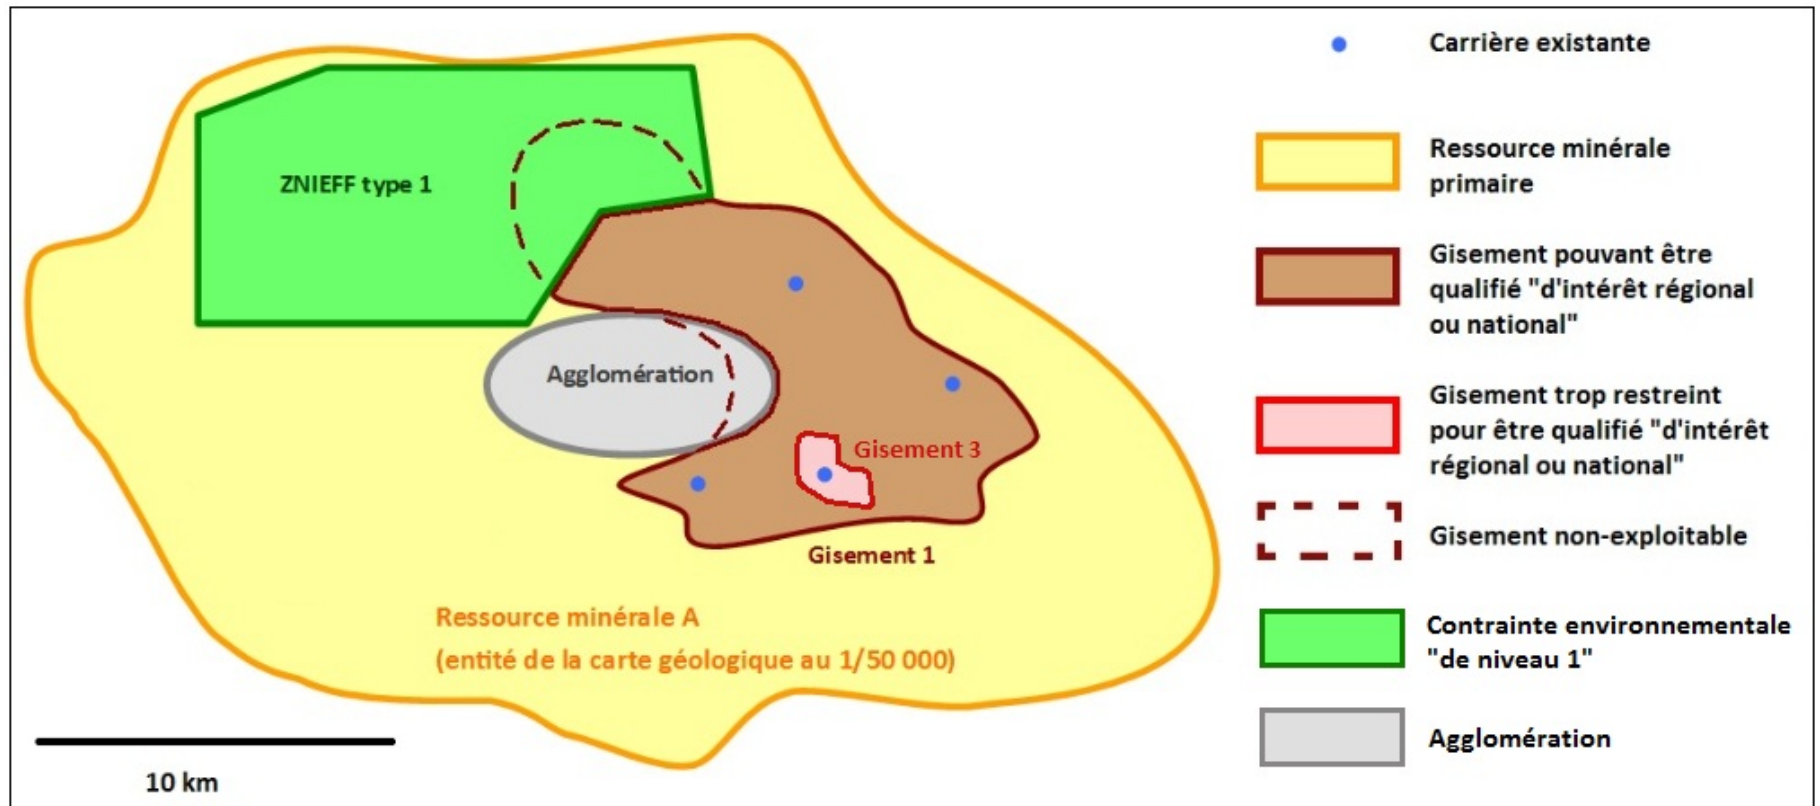 ZNIEFF type 1
Agglomération
Gisement 3
Gisement 1
Ressource minérale A
(entité de la carte géologique au 1/50 000)
10 km
Carrière existante
Ressource minérale
primaire
Gisement pouvant être
qualifié "d'intérêt régional
ou national"
Gisement trop restreint
pour être qualifié "d'intérêt
régional ou national"
Gisement non-exploitable
Contrainte environnementale
"de niveau 1"
Agglomération